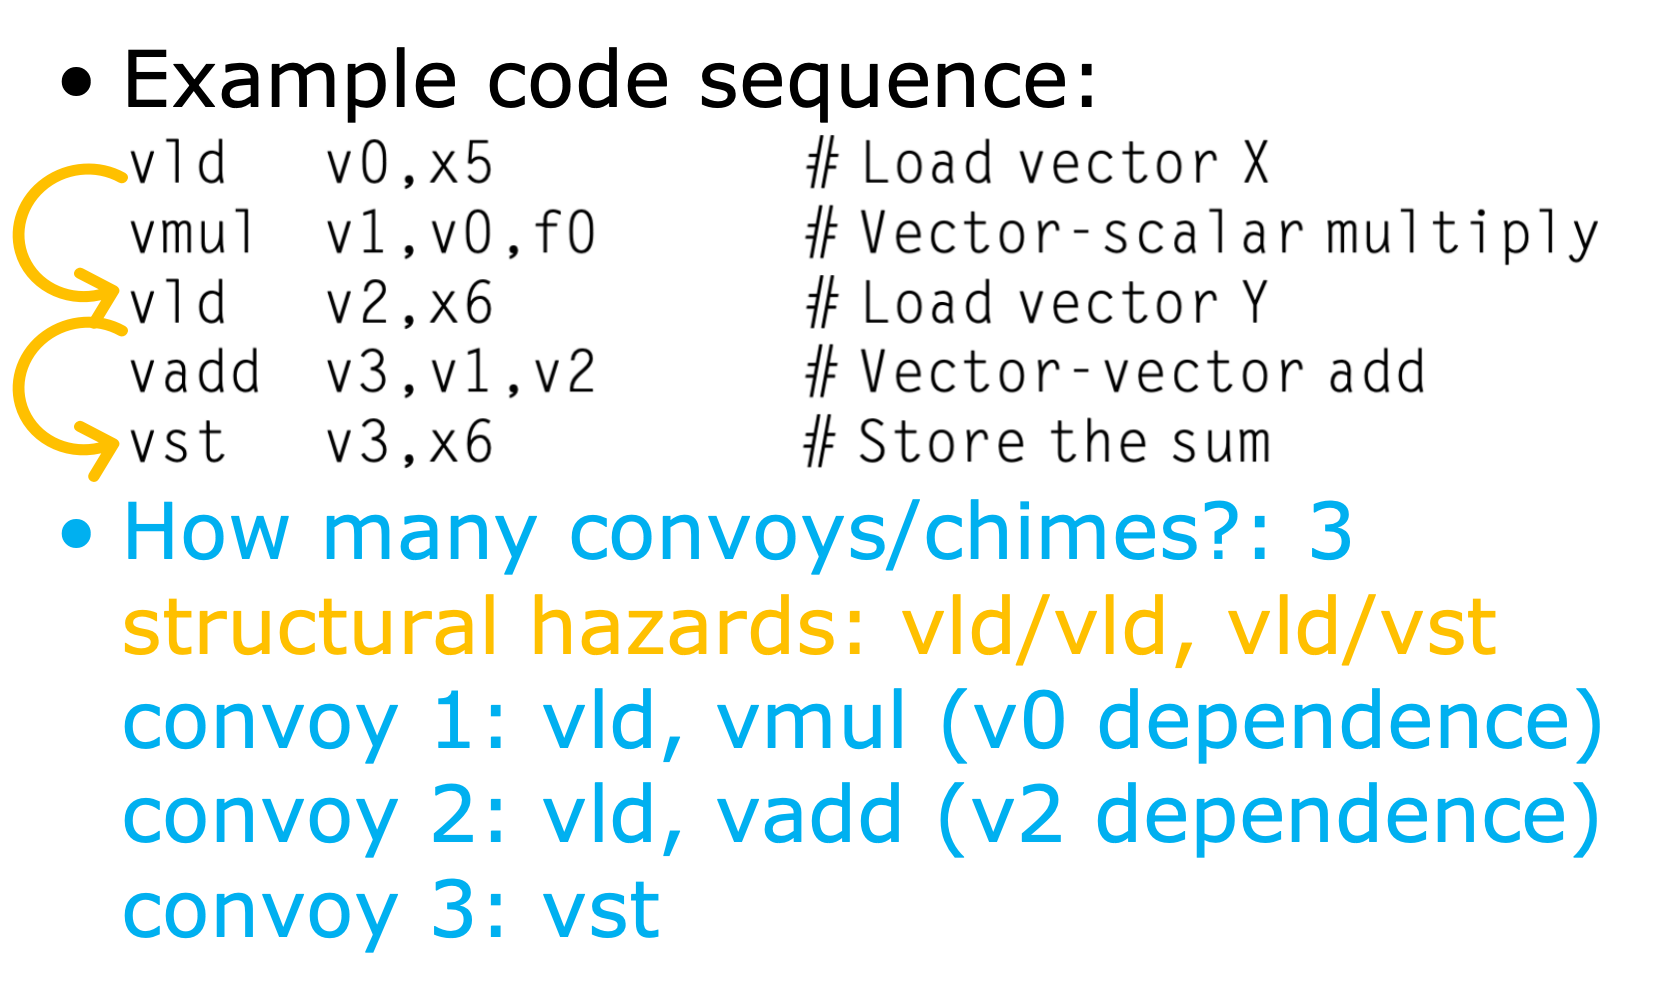 • Example code sequence:
vld v0,x5 # Load vector X
vmul v1,v0,f0 # Vector-scalar multiply
vld v2,x6 # Load vector Y
vadd v3,v1,v2 # Vector-vector add
vst v3,x6 # Store the sum
• How many convoys/chimes?: 3
structural hazards: vld/vld, vld/vst
convoy 1: vld, vmul (v0 dependence)
convoy 2: vld, vadd (v2 dependence)
convoy 3: vst